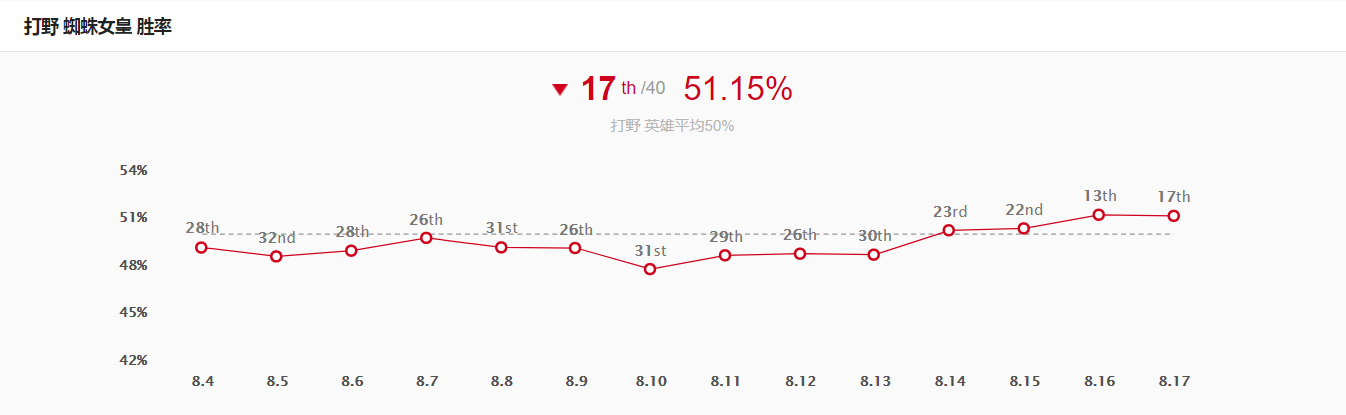 打野 蜘蛛女皇 胜率
17 th /40 51.15%
打野 英雄平均50%
54%
51%
48%
45%
42%
28th
32nd
28th
26th
31st
26th
31st
29th
26th
30th
23rd
22nd
13th
17th
8.4 8.5 8.6 8.7 8.8 8.9 8.10 8.11 8.12 8.13 8.14 8.15 8.16 8.17